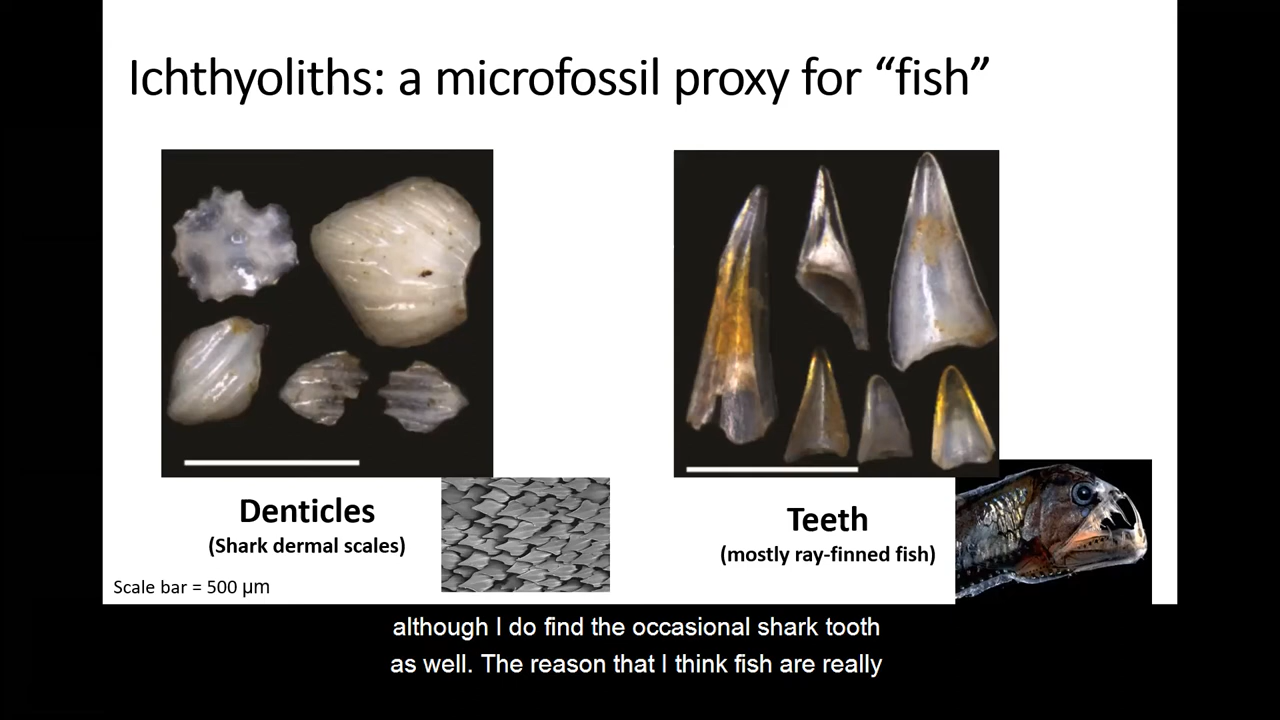 Ichthyoliths: a microfossil proxy for “fish”
Denticles
(Shark dermal scales)
Teeth
(mostly ray-finned fish)
Scale bar = 500 µm
although I do find the occasional shark tooth
as well. The reason that I think fish are really